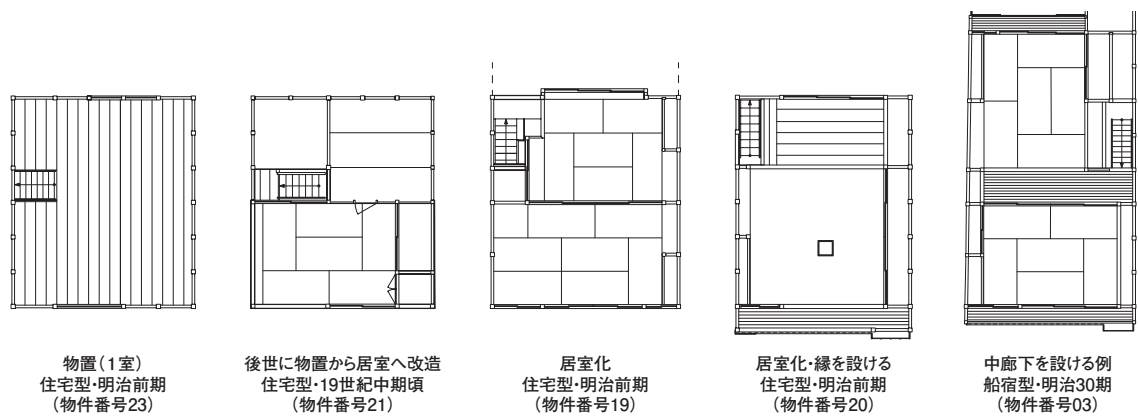 物置（1室）
住宅型・明治前期
（物件番号23）
後世に物置から居室へ改造
住宅型・19世紀中期頃
（物件番号21）
居室化
住宅型・明治前期
（物件番号19）
居室化・縁を設ける
住宅型・明治前期
（物件番号20）
中廊下を設ける例
船宿型・明治30期
（物件番号03）